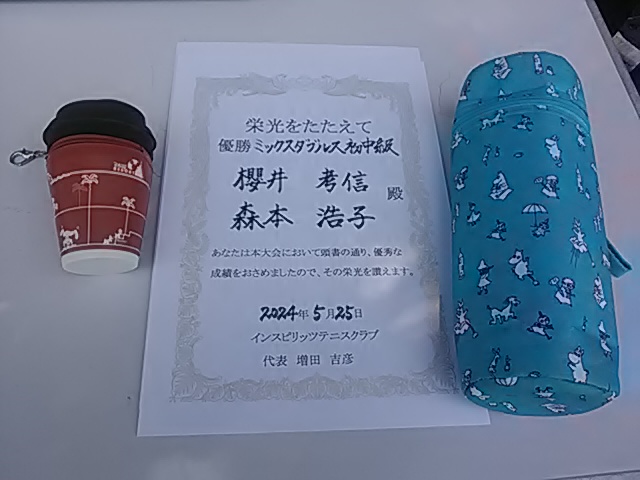 栄光をたたえて
優勝 ミックスダブルス初中級
櫻井 考信
森本 浩子
殿
あなたは本大会において頭書の通り、優秀な
成績をおさめましたので、その栄光を讃えます。
2024年5月25日
インスピリッツテニスクラブ
代表 増田 吉彦